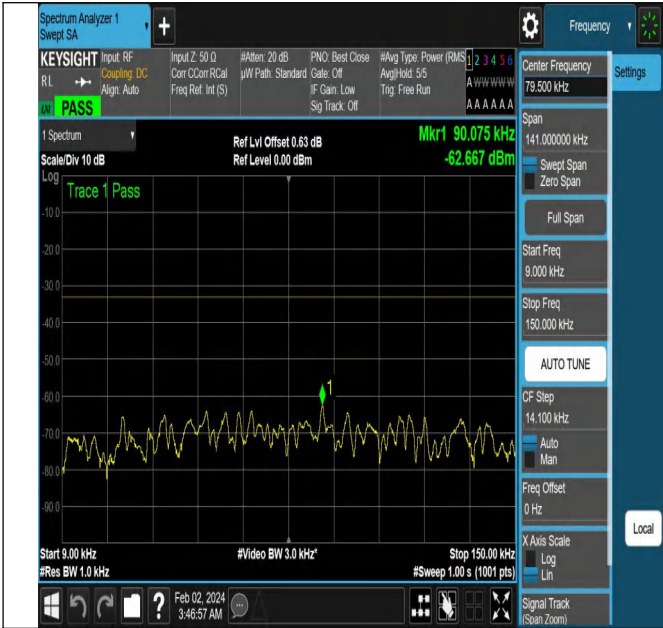 Spectrum Analyzer 1
Swept SA
Frequency
KEYSIGHT
RL
PASS
Input: RF
Coupling: DC
Align: Auto
Input Z: 50 Ω
Corr CCorr RCal
Freq Ref: Int (S)
#Atten: 20 dB
µW Path: Standard
PNO: Best Close
Gate: Off
IF Gain: Low
Sig Track: Off
#Avg Type: Power (RMS
Avg|Hold: 5/5
Trig: Free Run
1 2 3 4 5 6
A W W W W W
A A A A A A
1 Spectrum
Scale/Div 10 dB
Ref Lvl Offset 0.63 dB
Ref Level 0.00 dBm
Mkr1 90.075 kHz
-62.667 dBm
Log
Trace 1 Pass
-10.0
-20.0
-30.0
-40.0
-50.0
-60.0
-70.0
-80.0
-90.0
1
Start 9.00 kHz
#Res BW 1.0 kHz
#Video BW 3.0 kHz*
Stop 150.00 kHz
#Sweep 1.00 s (1001 pts)
Feb 02, 2024
3:46:57 AM
Center Frequency
79.500 kHz
Settings
Span
141.000000 kHz
Swept Span
Zero Span
Full Span
Start Freq
9.000 kHz
Stop Freq
150.000 kHz
AUTO TUNE
CF Step
14.100 kHz
Auto
Man
Freq Offset
0 Hz
X Axis Scale
Log
Lin
Local
Signal Track
(Span Zoom)